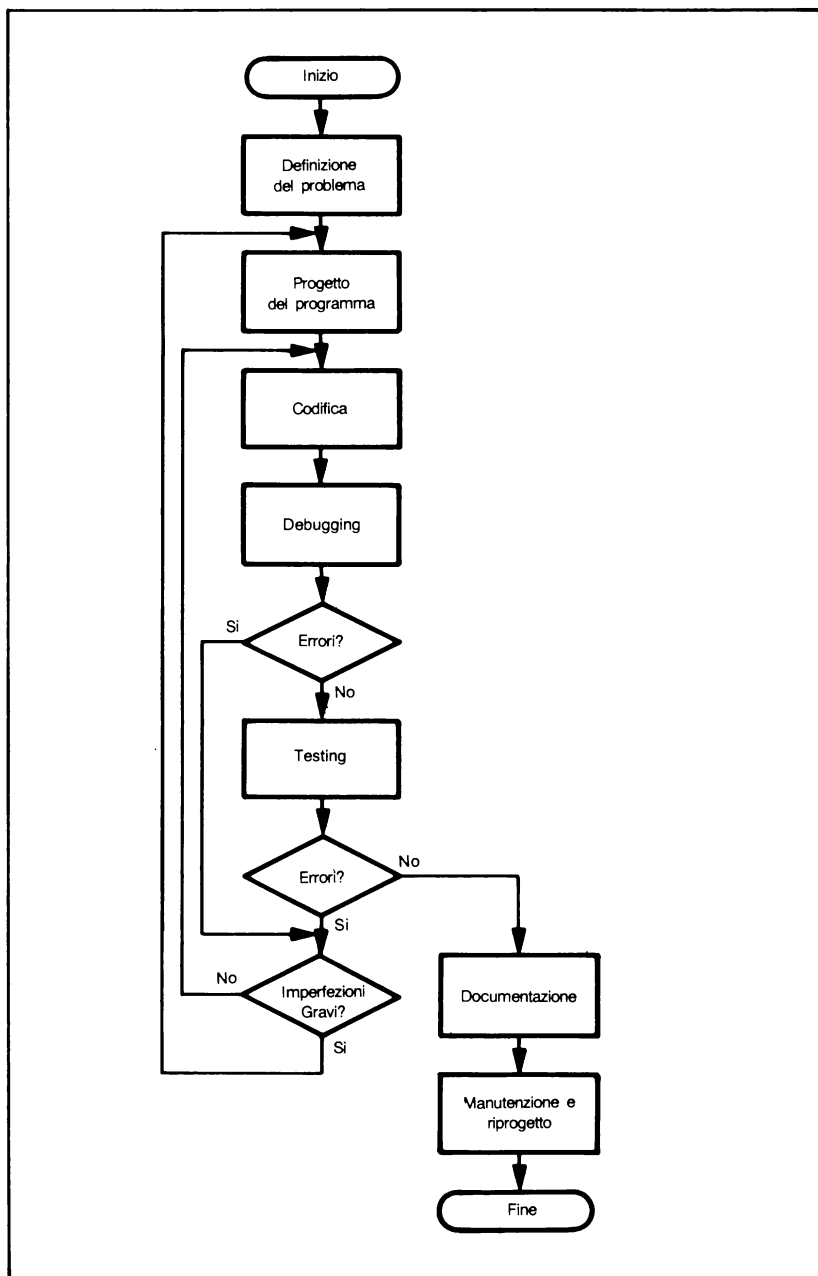 Inizio
Definizione
del problema
Progetto
del programma
Codifica
Debugging
Errori?
Si
No
Testing
Errori?
No
Si
Imperfezioni
Gravi?
No
Si
Documentazione
Manutenzione e
riprogetto
Fine